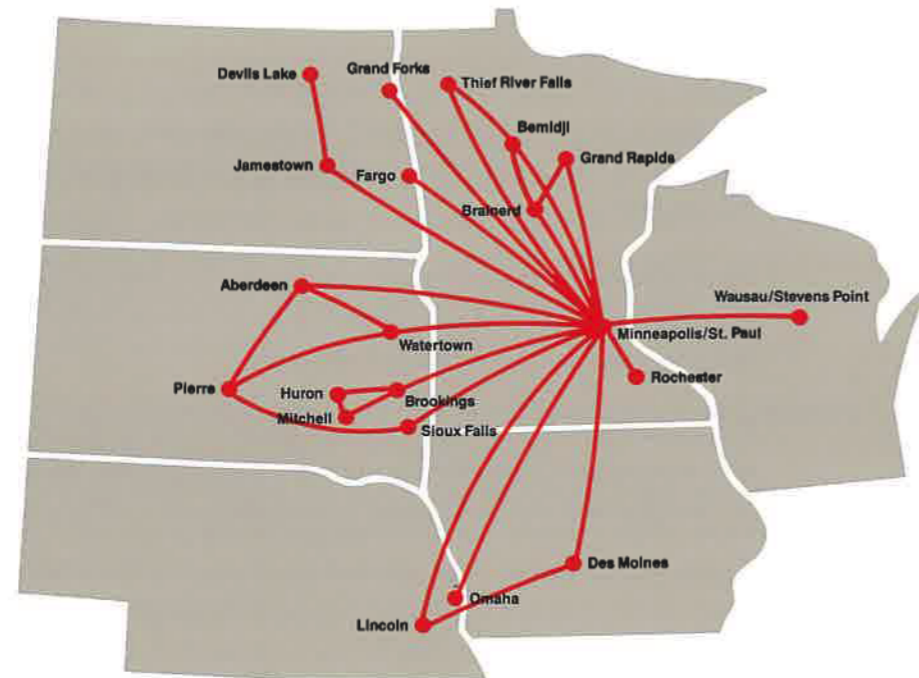 Devils Lake
Grand Forks
Thief River Falls
Bemidji
Grand Rapids
Jamestown
Fargo
Brainerd
Aberdeen
Wausau/Stevens Point
Minneapolis/St. Paul
Watertown
Pierre
Huron
Brookings
Rochester
Mitchell
Sioux Falls
Des Moines
Omaha
Lincoln